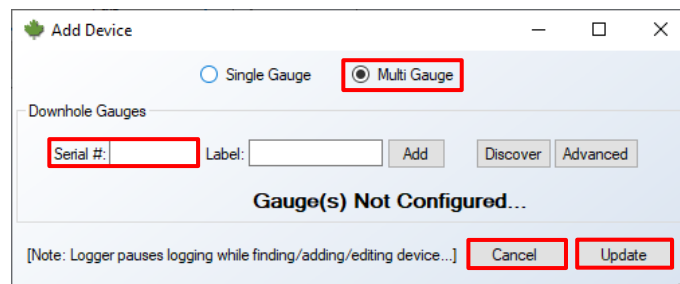 Add Device
Single Gauge Multi Gauge
Downhole Gauges
Serial #: Label: Add Discover Advanced
Gauge(s) Not Configured...
[Note: Logger pauses logging while finding/adding/editing device...] Cancel Update